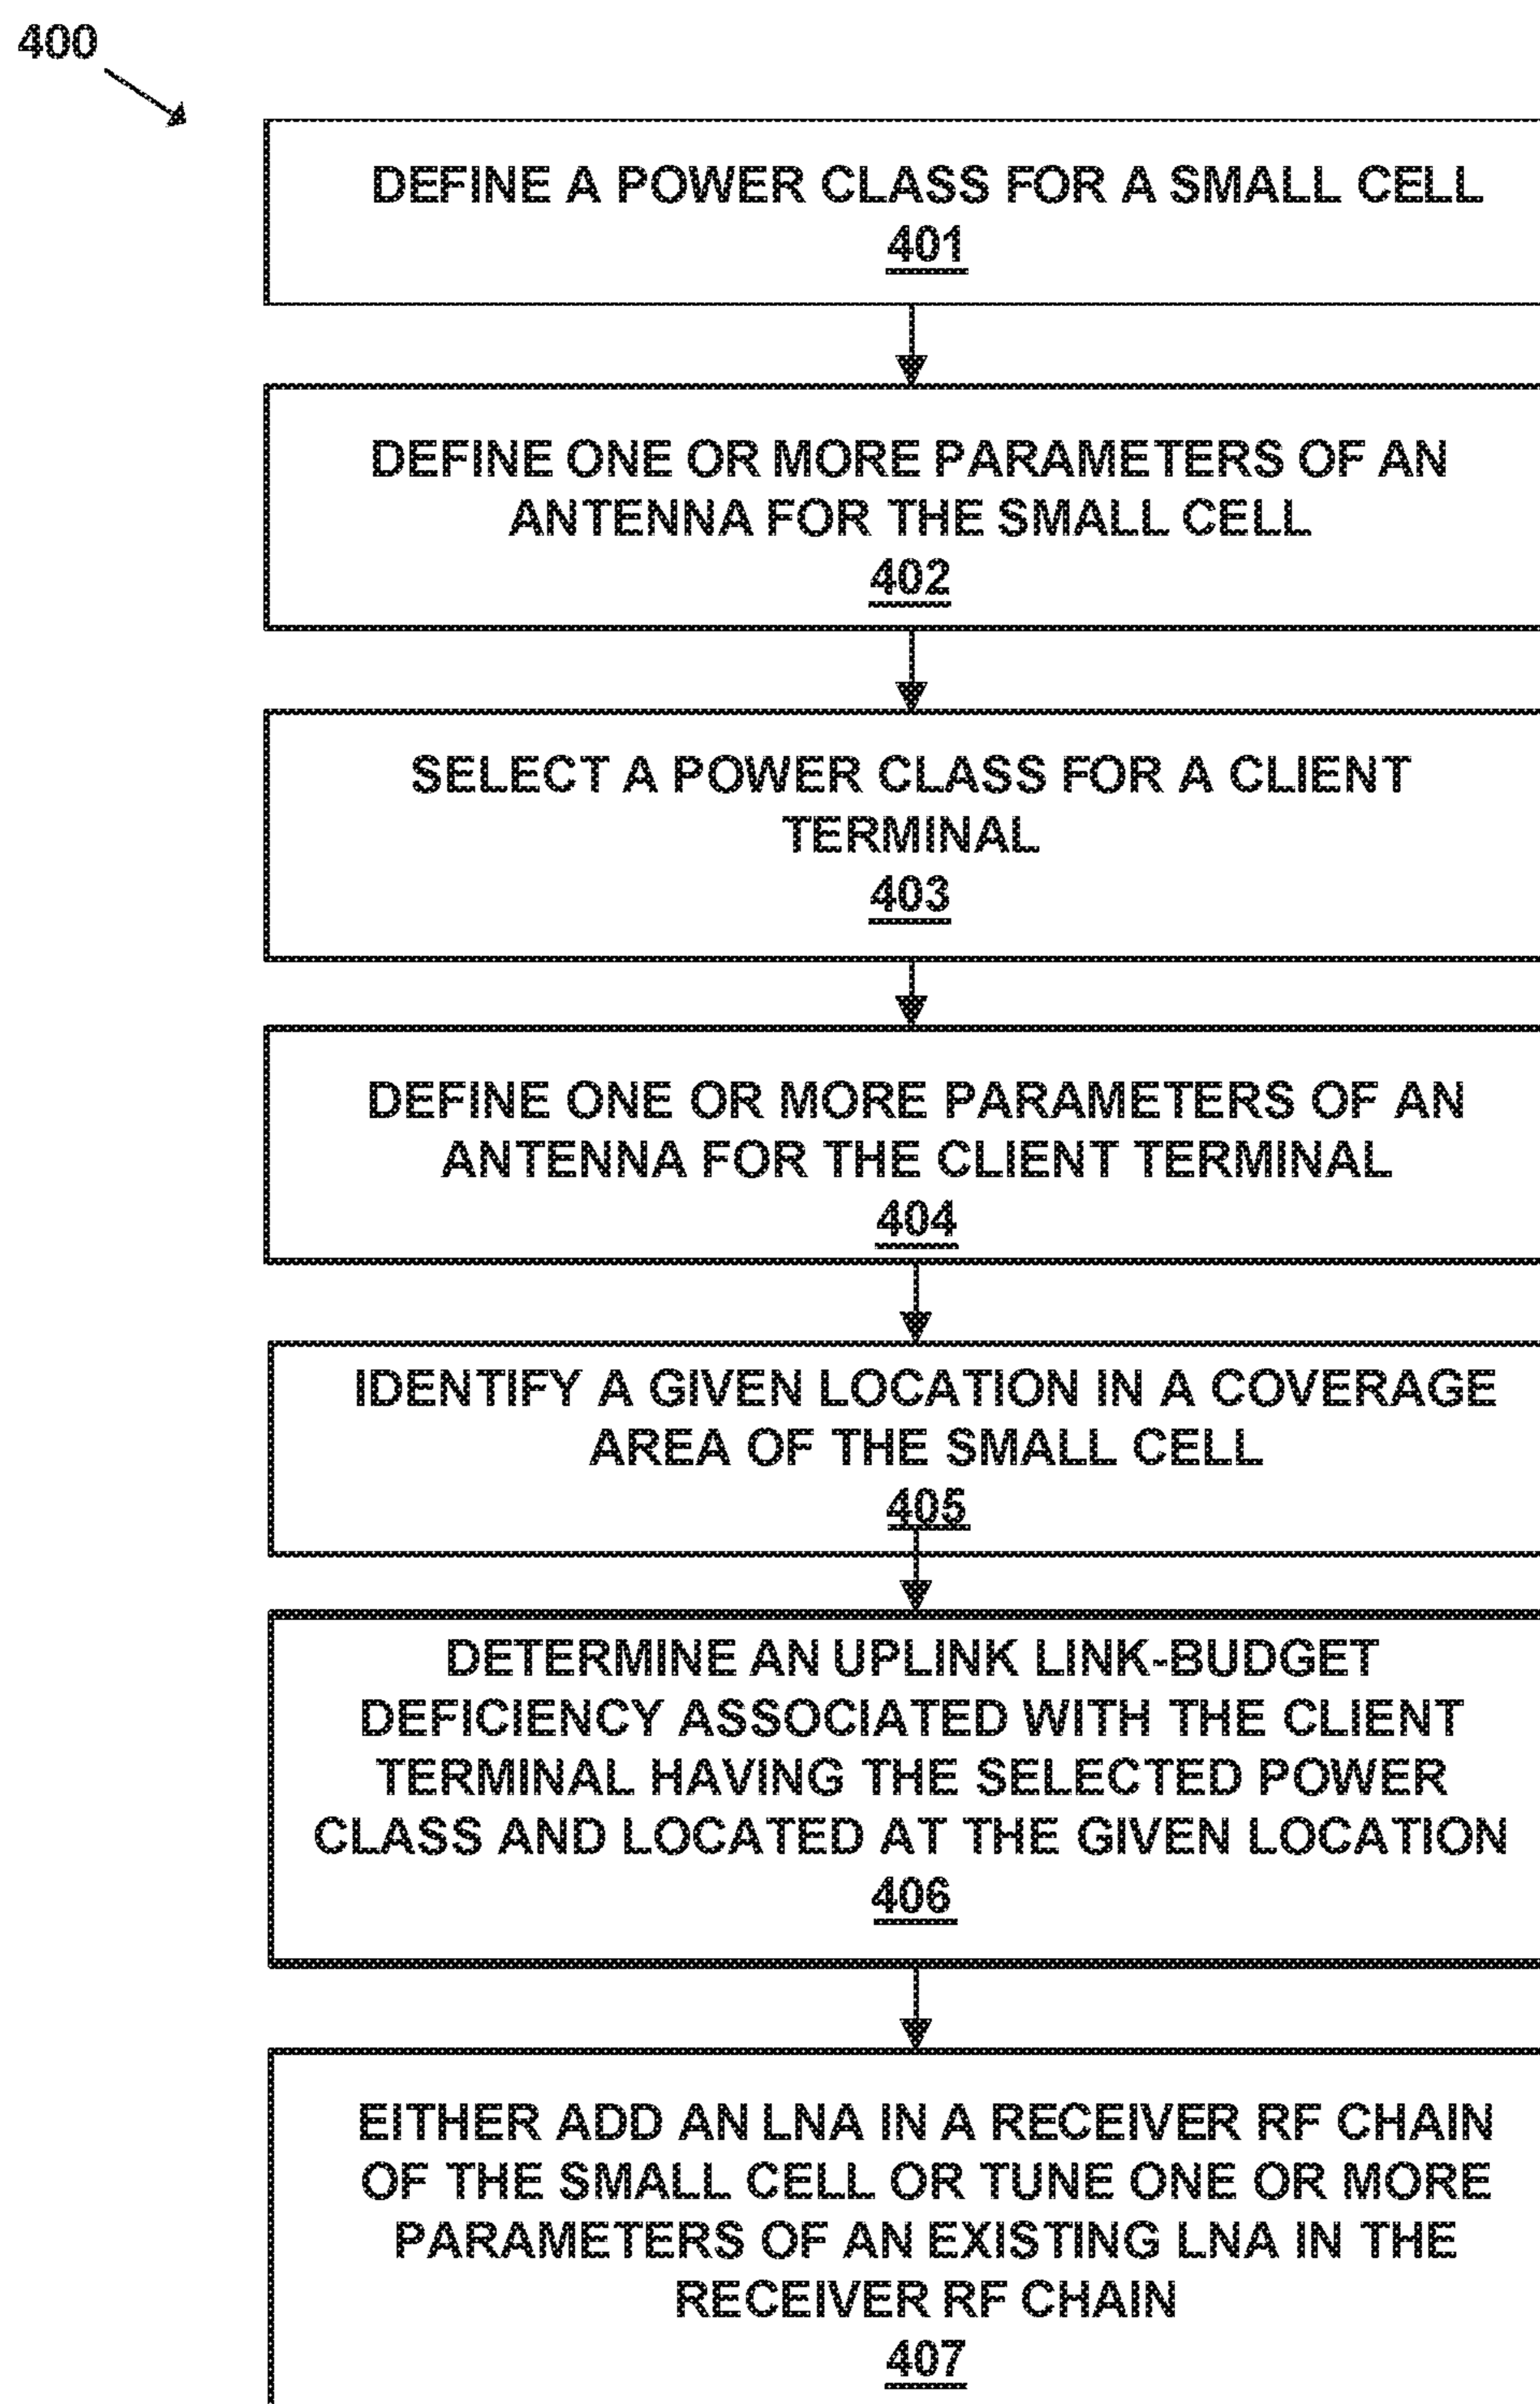 400
DEFINE A POWER CLASS FOR A SMALL CELL
401
DEFINE ONE OR MORE PARAMETERS OF AN
ANTENNA FOR THE SMALL CELL
402
SELECT A POWER CLASS FOR A CLIENT
TERMINAL
403
DEFINE ONE OR MORE PARAMETERS OF AN
ANTENNA FOR THE CLIENT TERMINAL
404
IDENTIFY A GIVEN LOCATION IN A COVERAGE
AREA OF THE SMALL CELL
405
DETERMINE AN UPLINK LINK-BUDGET
DEFICIENCY ASSOCIATED WITH THE CLIENT
TERMINAL HAVING THE SELECTED POWER
CLASS AND LOCATED AT THE GIVEN LOCATION
406
EITHER ADD AN LNA IN A RECEIVER RF CHAIN
OF THE SMALL CELL OR TUNE ONE OR MORE
PARAMETERS OF AN EXISTING LNA IN THE
RECEIVER RF CHAIN
407